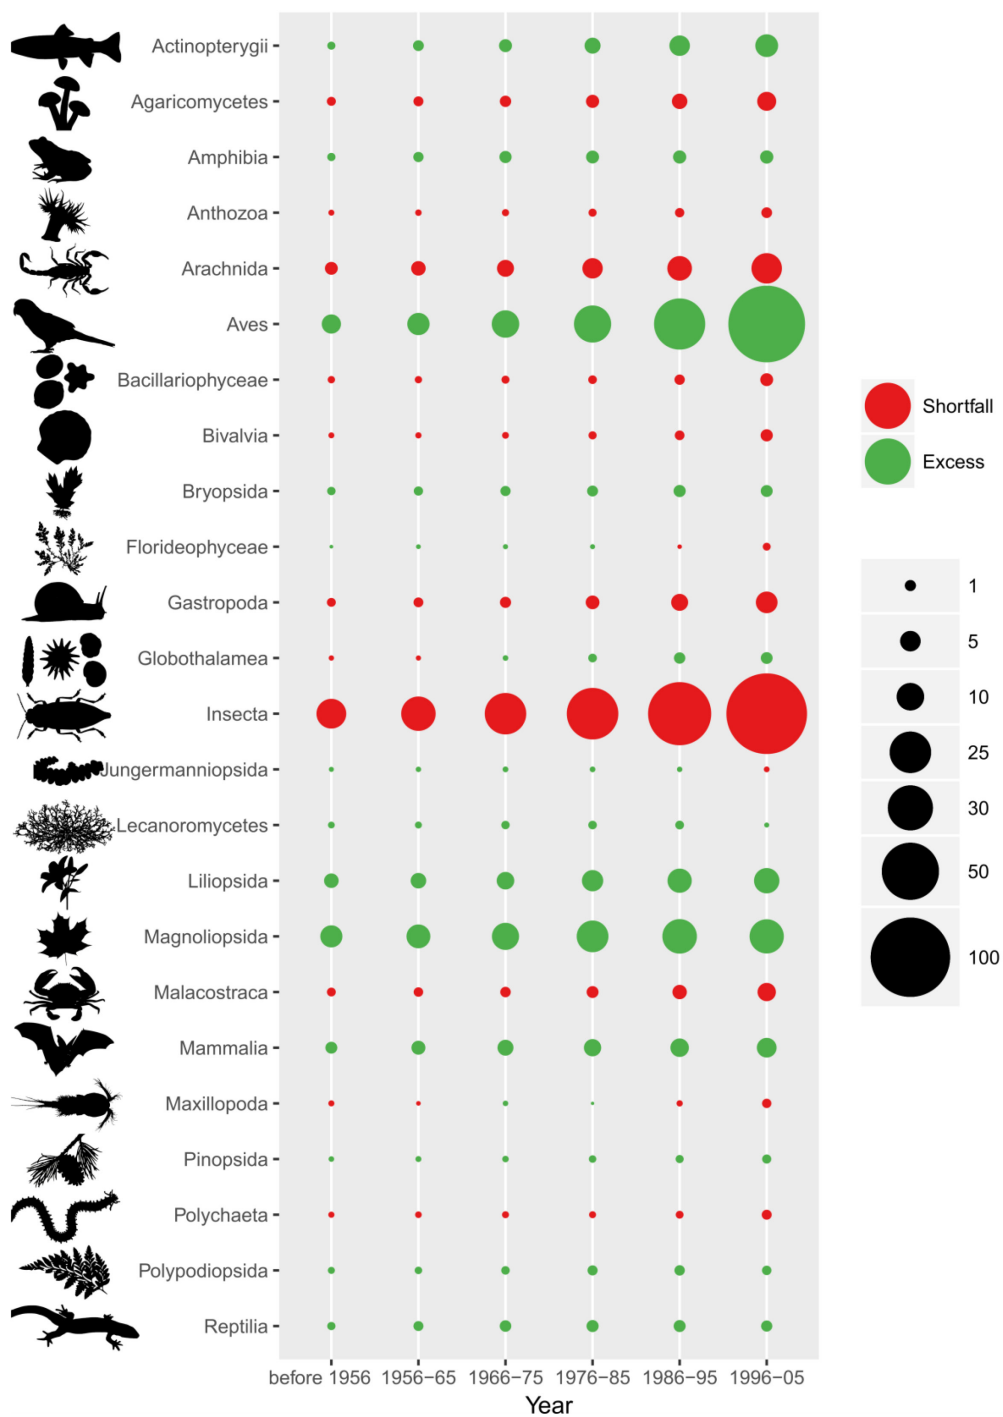 Actinopterygii
Agaricomycetes
Amphibia
Anthozoa
Arachnida
Aves
Bacillariophyceae
Bivalvia
Bryopsida
Florideophyceae
Gastropoda
Globothalamea
Insecta
Jungermanniopsida
Lecanoromycetes
Liliopsida
Magnoliopsida
Malacostraca
Mammalia
Maxillopoda
Pinopsida
Polychaeta
Polypodiopsida
Reptilia
before 1956 1956–65 1966–75 1976–85 1986–95 1996–05
Year
Shortfall
Excess
1
5
10
25
30
50
100